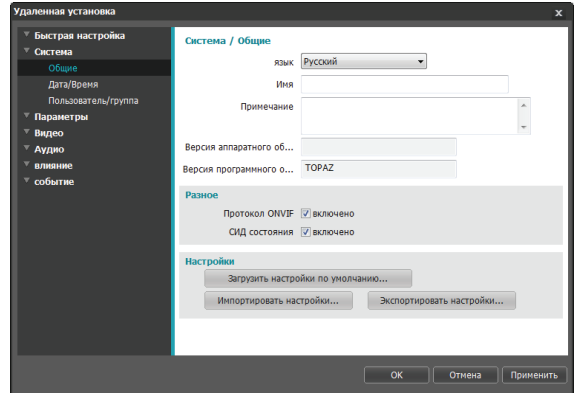 Удаленная установка
x
Быстрая настройка
Система
Общие
Дата/Время
Пользователь/группа
Параметры
Видео
Аудио
влияние
событие
Система / Общие
язык Русский
Имя
Примечание
Версия аппаратного об...
Версия программного о... TOPAZ
Разное
Протокол ONVIF включено
СИД состояния включено
Настройки
Загрузить настройки по умолчанию...
Импортировать настройки... Экспортировать настройки...
OK Отмена Применить